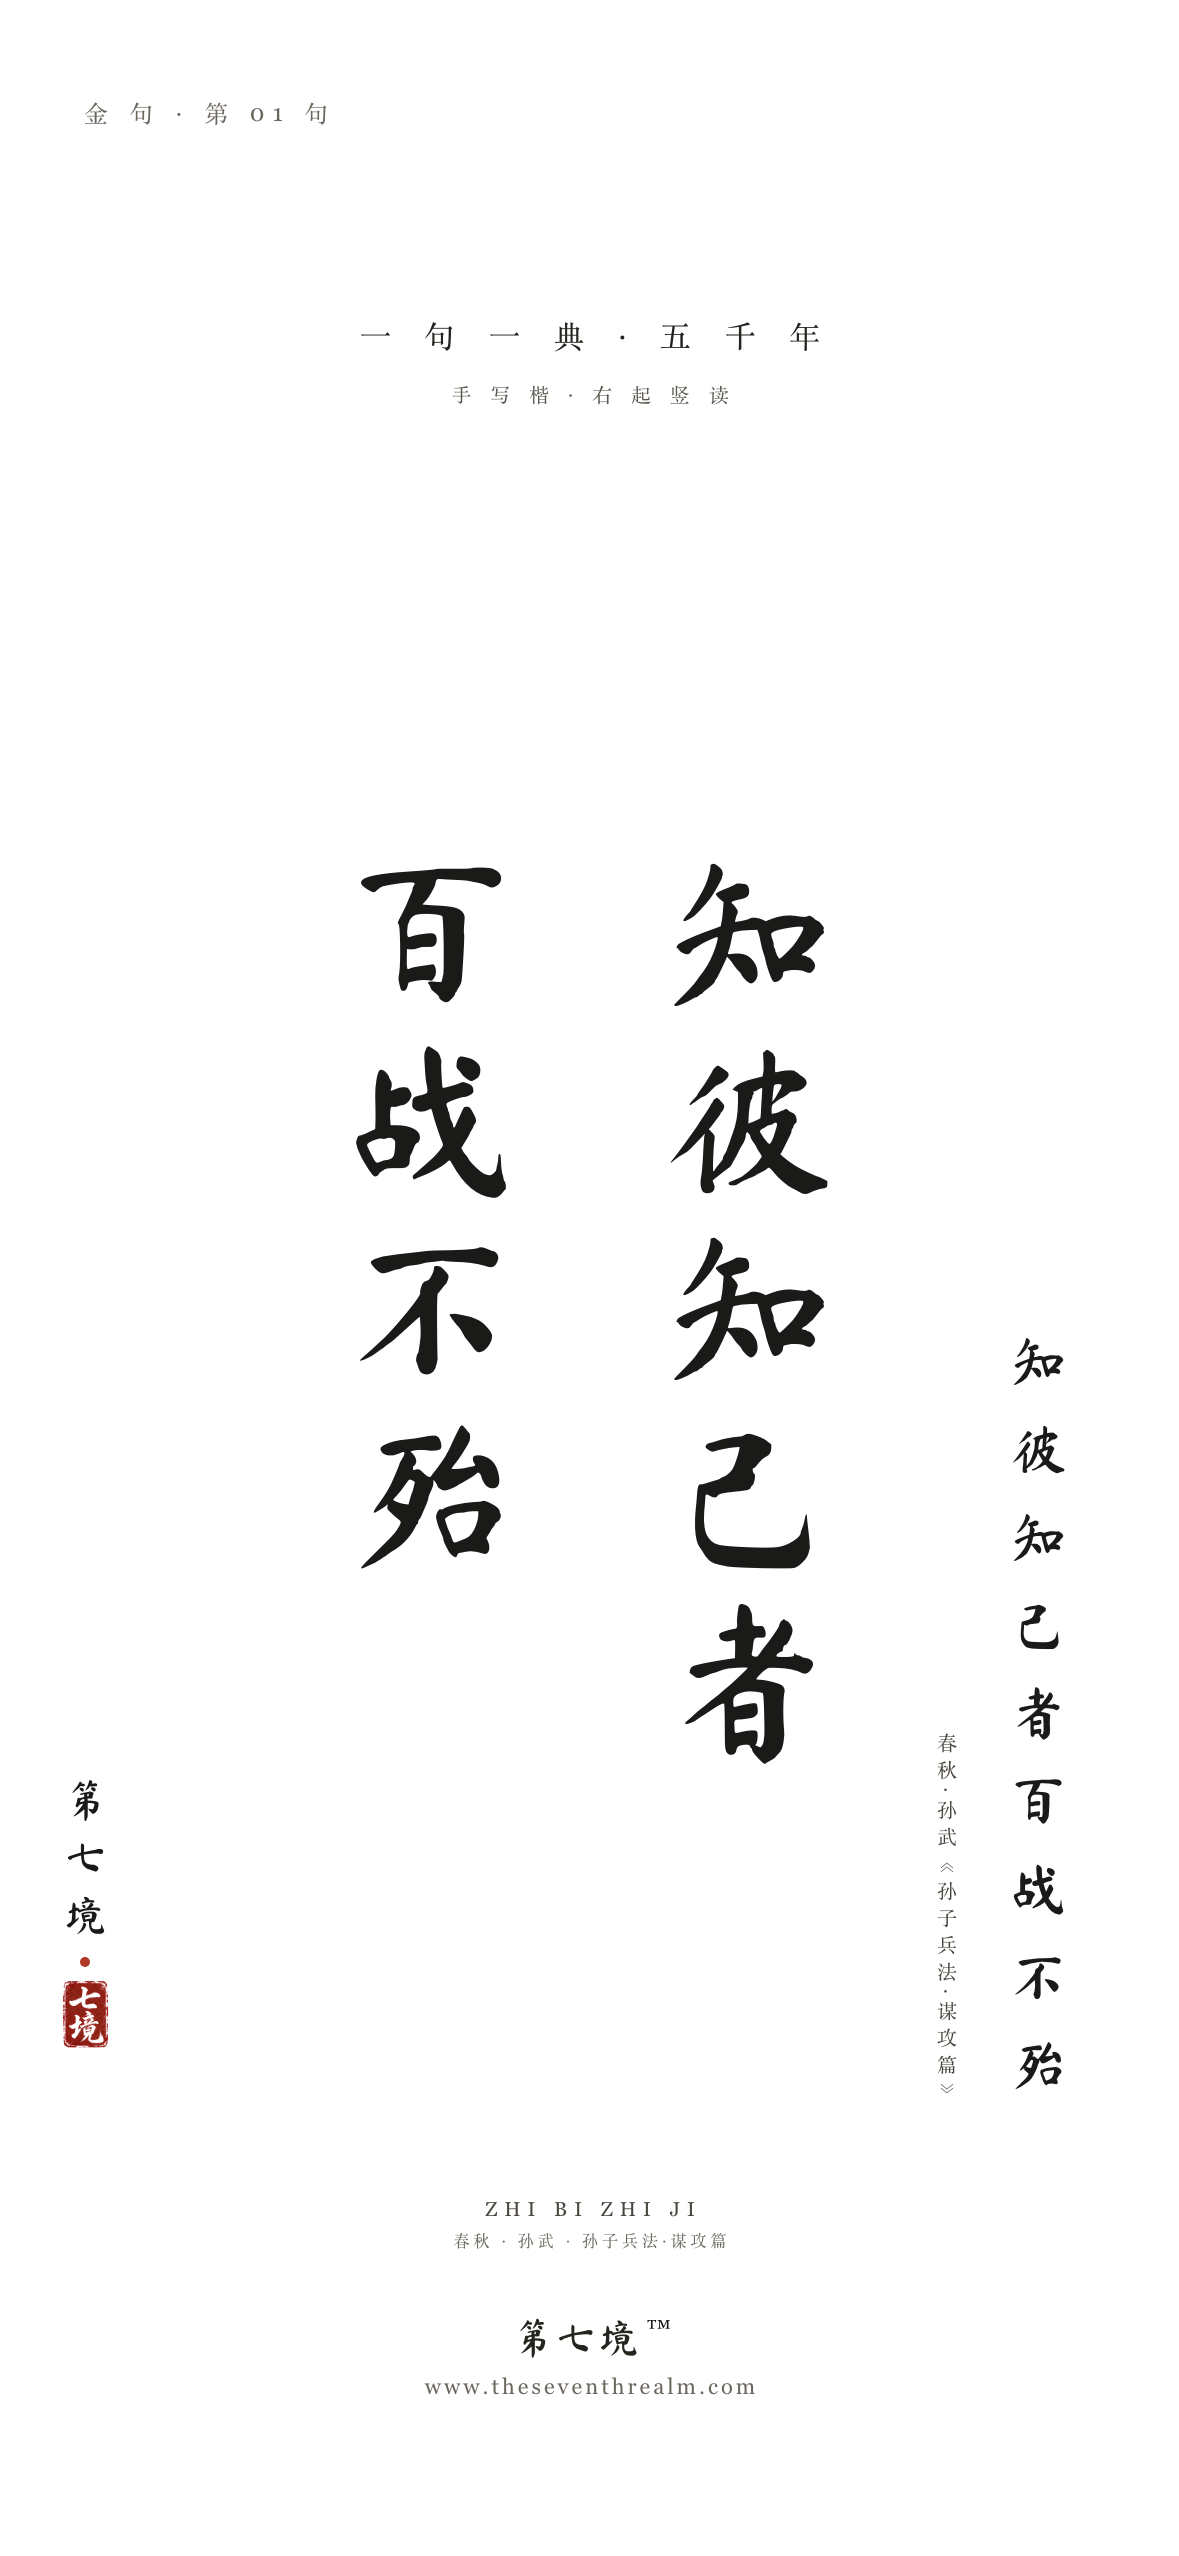 金句·第01句
一句一典·五千年
手写楷·右起竖读
知彼知己者
百战不殆
知彼知己者百战不殆
春秋·孙武《孙子兵法·谋攻篇》
第七境
七境
ZHI BI ZHI JI
春秋 · 孙武 · 孙子兵法·谋攻篇
第七境™
www.theseventhrealm.com